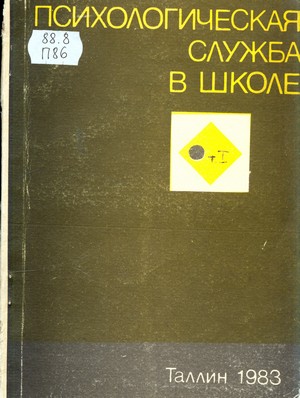 ПСИХОЛОГИЧЕСКАЯ
СЛУЖБА
В ШКОЛЕ
88.8
П86
+I
Таллин 1983